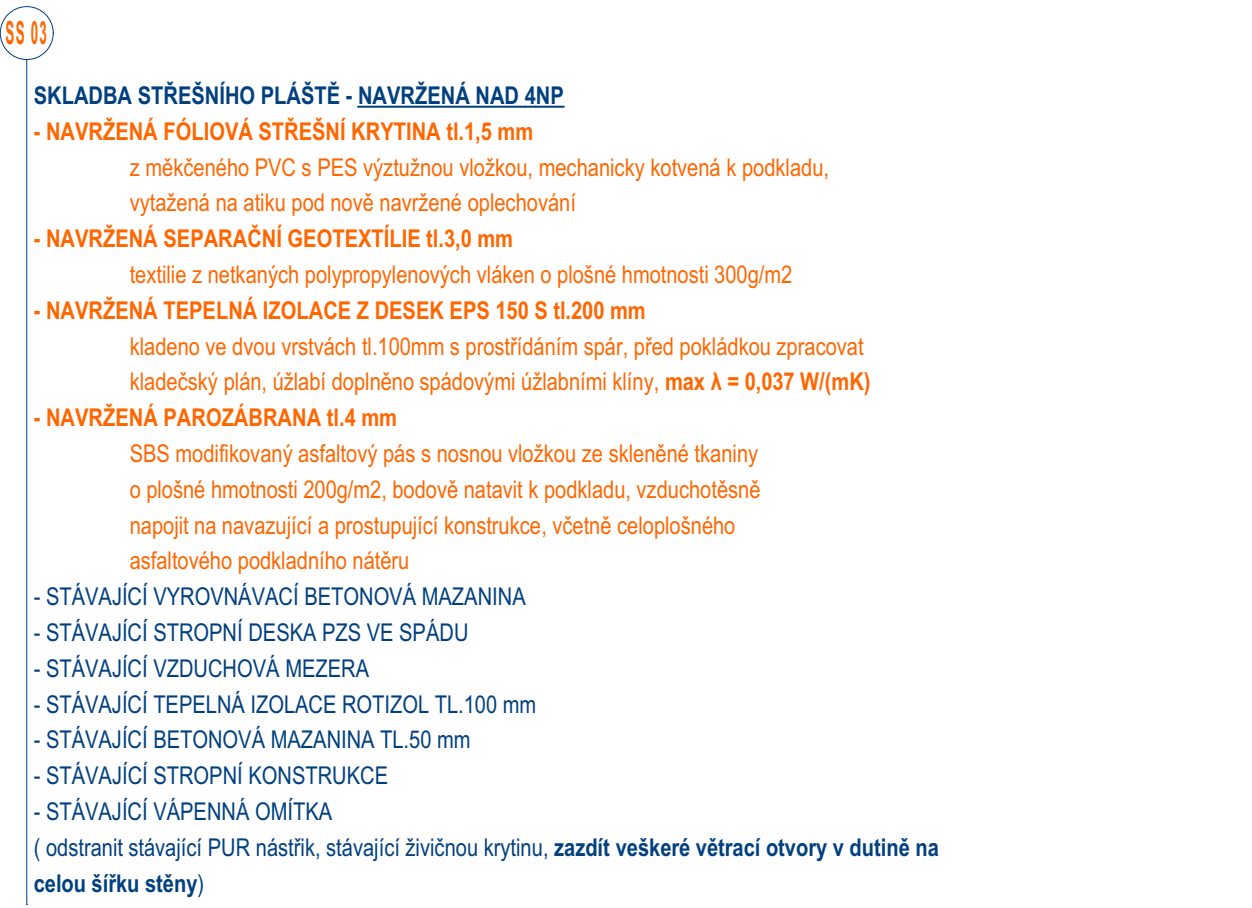 SS 03
SKLADBA STŘEŠNÍHO PLÁŠTĚ - NAVRŽENÁ NAD 4NP
- NAVRŽENÁ FÓLIOVÁ STŘEŠNÍ KRYTINA tl.1,5 mm
z měkčeného PVC s PES výztužnou vložkou, mechanicky kotvená k podkladu,
vytažená na atiku pod nově navržené oplechování
- NAVRŽENÁ SEPARAČNÍ GEOTEXTÍLIE tl.3,0 mm
textilie z netkaných polypropylenových vláken o plošné hmotnosti 300g/m2
- NAVRŽENÁ TEPELNÁ IZOLACE Z DESEK EPS 150 S tl.200 mm
kladeno ve dvou vrstvách tl.100mm s prostřídáním spár, před pokládkou zpracovat
kladečský plán, úžlabí doplněno spádovými úžlabními klíny, max λ = 0,037 W/(mK)
- NAVRŽENÁ PAROZÁBRANA tl.4 mm
SBS modifikovaný asfaltový pás s nosnou vložkou ze skleněné tkaniny
o plošné hmotnosti 200g/m2, bodově natavit k podkladu, vzduchotěsně
napojit na navazující a prostupující konstrukce, včetně celoplošného
asfaltového podkladního nátěru
- STÁVAJÍCÍ VYROVNÁVACÍ BETONOVÁ MAZANINA
- STÁVAJÍCÍ STROPNÍ DESKA PZS VE SPÁDU
- STÁVAJÍCÍ VZDUCHOVÁ MEZERA
- STÁVAJÍCÍ TEPELNÁ IZOLACE ROTIZOL TL.100 mm
- STÁVAJÍCÍ BETONOVÁ MAZANINA TL.50 mm
- STÁVAJÍCÍ STROPNÍ KONSTRUKCE
- STÁVAJÍCÍ VÁPENNÁ OMÍTKA
( odstranit stávající PUR nástřik, stávající živičnou krytinu, zazdít veškeré větrací otvory v dutině na
celou šířku stěny)